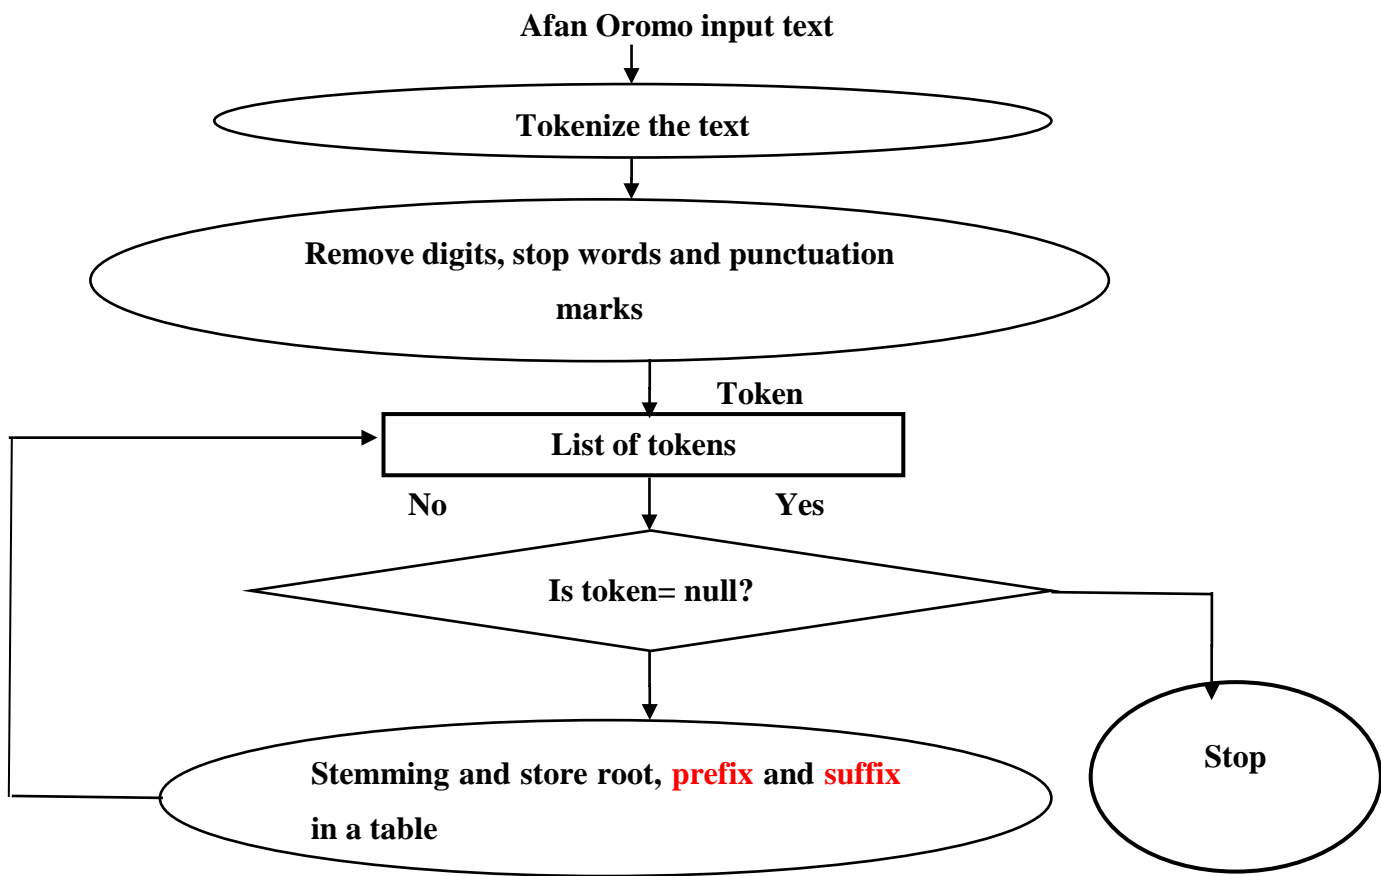 Afan Oromo input text
Tokenize the text
Remove digits, stop words and punctuation
marks
Token
List of tokens
No
Yes
Is token= null?
Stemming and store root, prefix and suffix
in a table
Stop